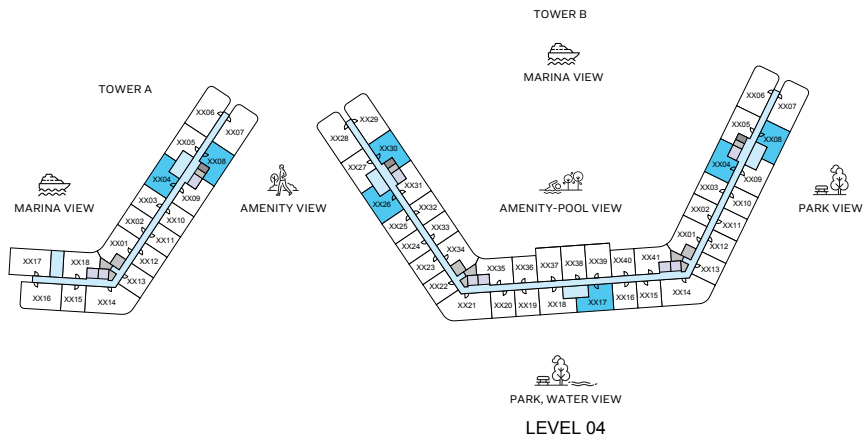 TOWER B
MARINA VIEW
TOWER A
XX06
XX07
XX05
XX08
XX04
XX09
XX03
XX10
XX02
XX11
XX01
XX12
XX13
XX17
XX18
XX16
XX15
XX14
MARINA VIEW
AMENITY VIEW
XX29
XX28
XX30
XX27
XX31
XX26
XX32
XX25
XX33
XX24
XX34
XX23
XX22
XX21
XX35
XX36
XX37
XX38
XX39
XX40
XX41
XX20
XX19
XX18
XX17
XX16
XX15
XX14
XX06
XX07
XX05
XX08
XX04
XX09
XX03
XX10
XX02
XX11
XX01
XX12
XX13
AMENITY-POOL VIEW
PARK VIEW
PARK, WATER VIEW
LEVEL 04